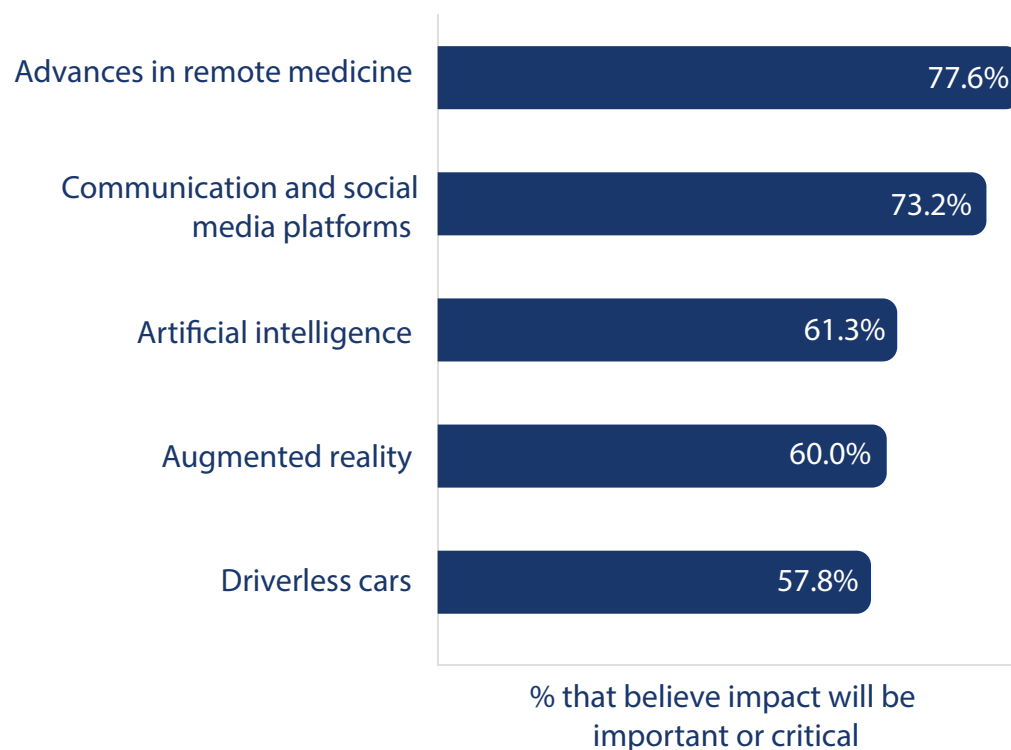 Advances in remote medicine
77.6%
Communication and social
media platforms
73.2%
Artificial intelligence
61.3%
Augmented reality
60.0%
Driverless cars
57.8%
% that believe impact will be
important or critical